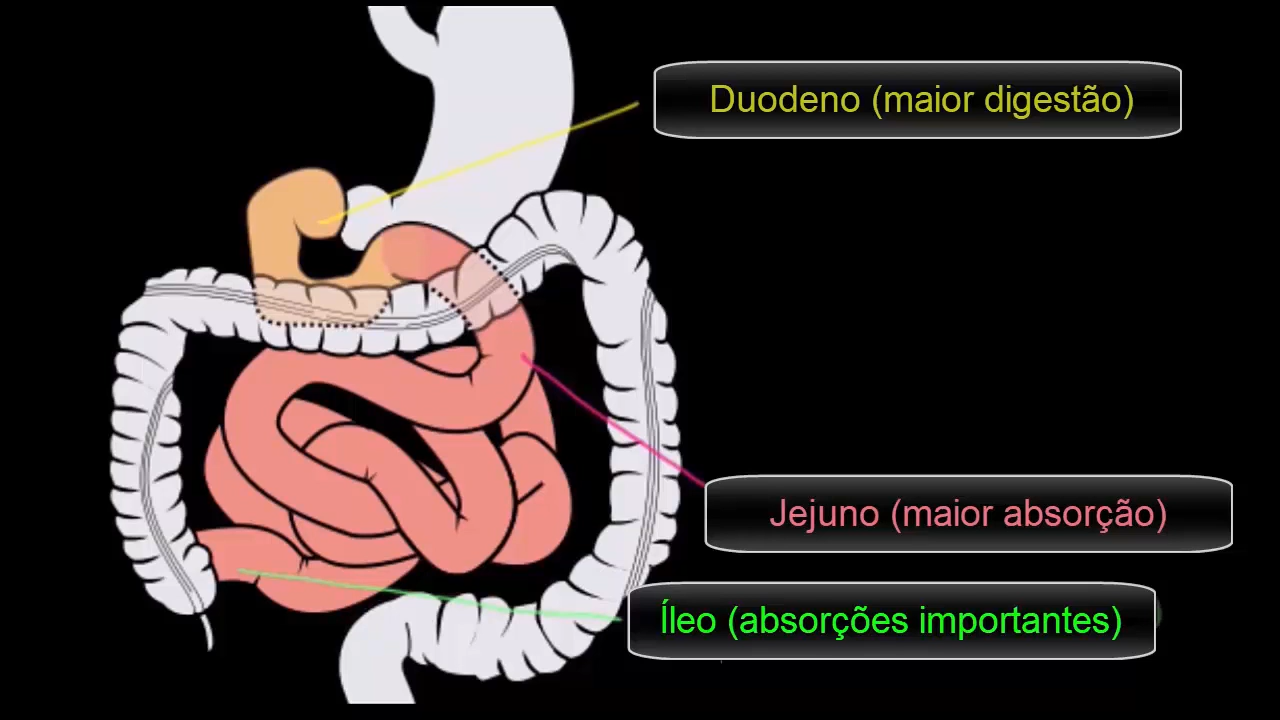 Duodeno (maior digestão)
Jejuno (maior absorção)
Íleo (absorções importantes)